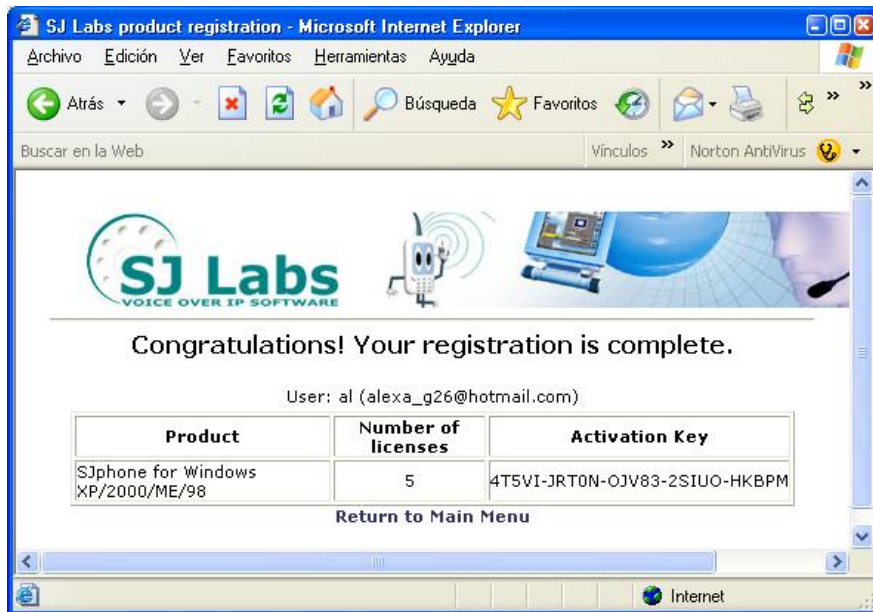 SJ Labs product registration - Microsoft Internet Explorer
Archivo Edición Ver Favoritos Herramientas Ayuda
Atrás Búsqueda Favoritos
Buscar en la Web Vínculos Norton AntiVirus
SJ Labs
VOICE OVER IP SOFTWARE
Congratulations! Your registration is complete.
User: al (alexa_g26@hotmail.com)
Product Number of licenses Activation Key
SJphone for Windows XP/2000/ME/98 5 4T5VI-JRT0N-OJV83-2SIUO-HKBPM
Return to Main Menu
Internet